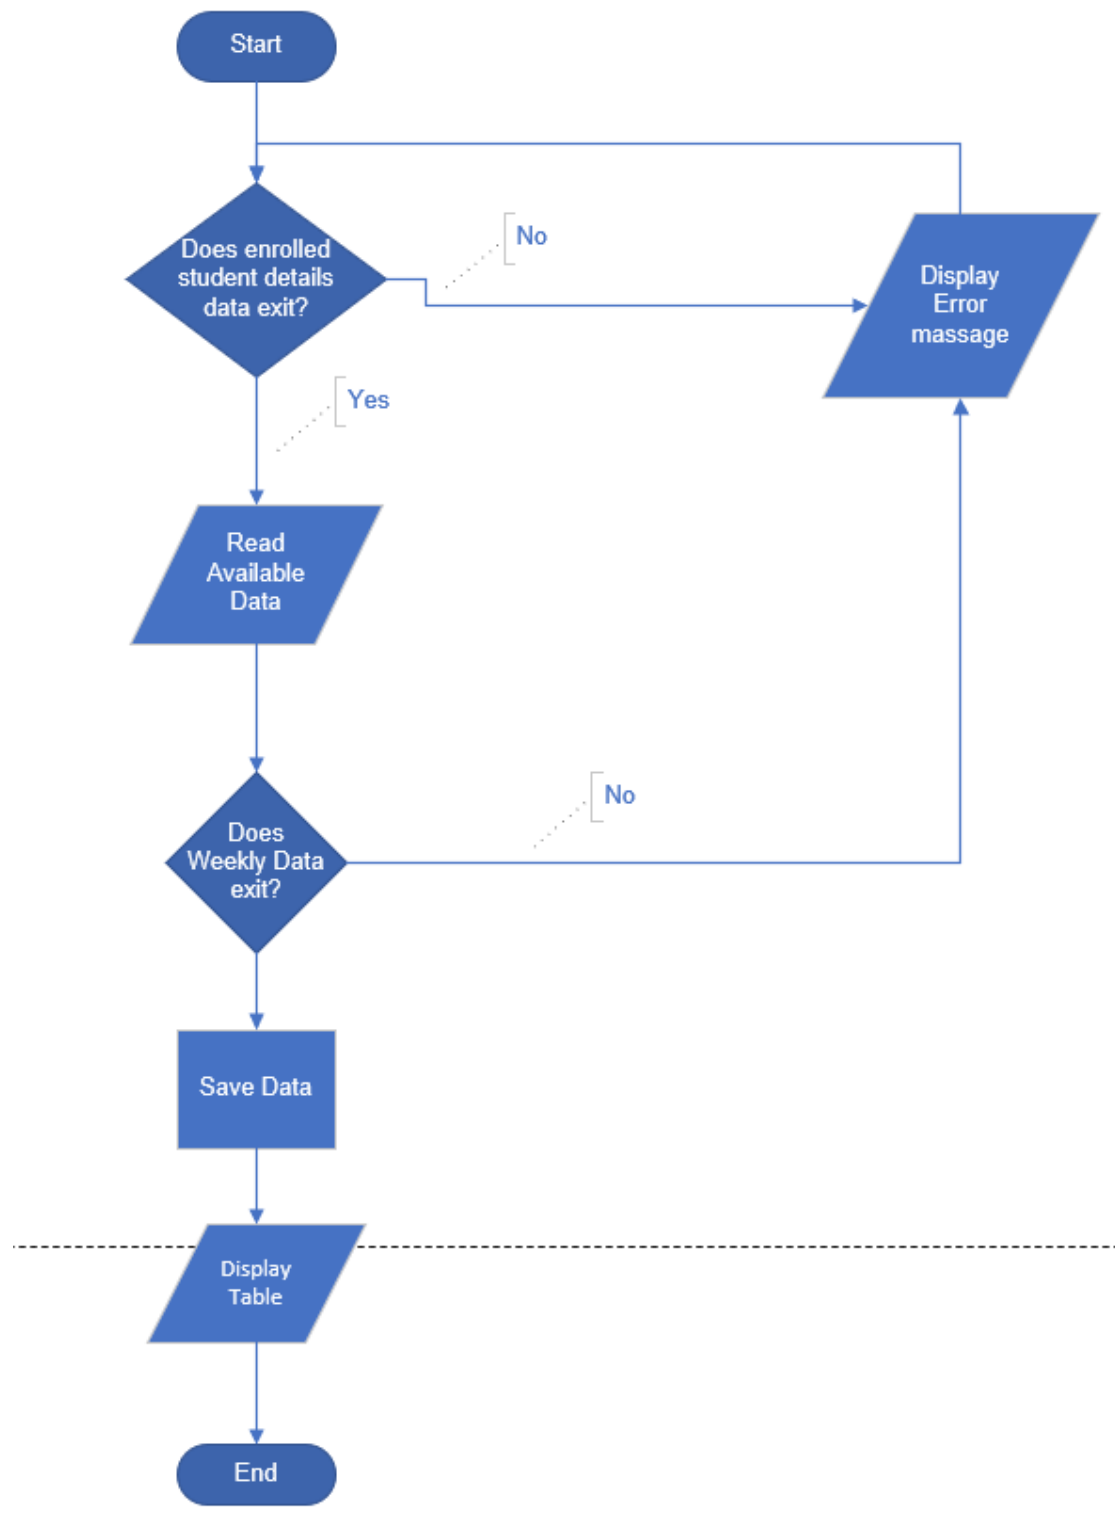 Start
Does enrolled
student details
data exit?
No
Display
Error
massage
Yes
Read
Available
Data
Does
Weekly Data
exit?
No
Save Data
Display
Table
End